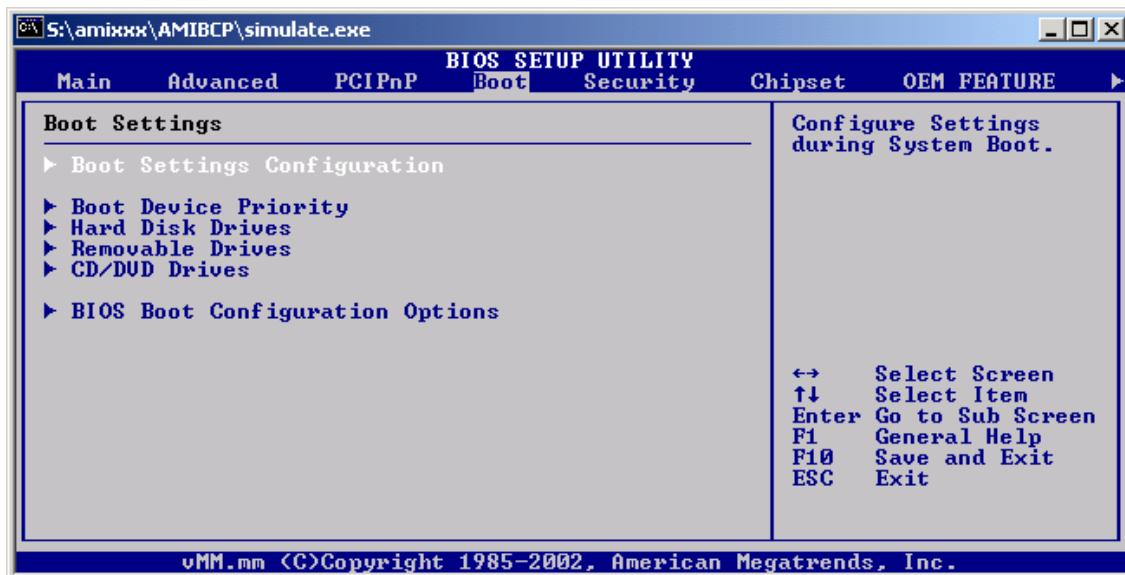 S:\amixxx\AMIBCP\simulate.exe
BIOS SETUP UTILITY
Main Advanced PCIPnP Boot Security Chipset OEM FEATURE
Boot Settings
Boot Settings Configuration
Boot Device Priority
Hard Disk Drives
Removable Drives
CD/DVD Drives
BIOS Boot Configuration Options
Configure Settings
during System Boot.
←→ Select Screen
↑↓ Select Item
Enter Go to Sub Screen
F1 General Help
F10 Save and Exit
ESC Exit
vMM.mm (C)Copyright 1985-2002, American Megatrends, Inc.